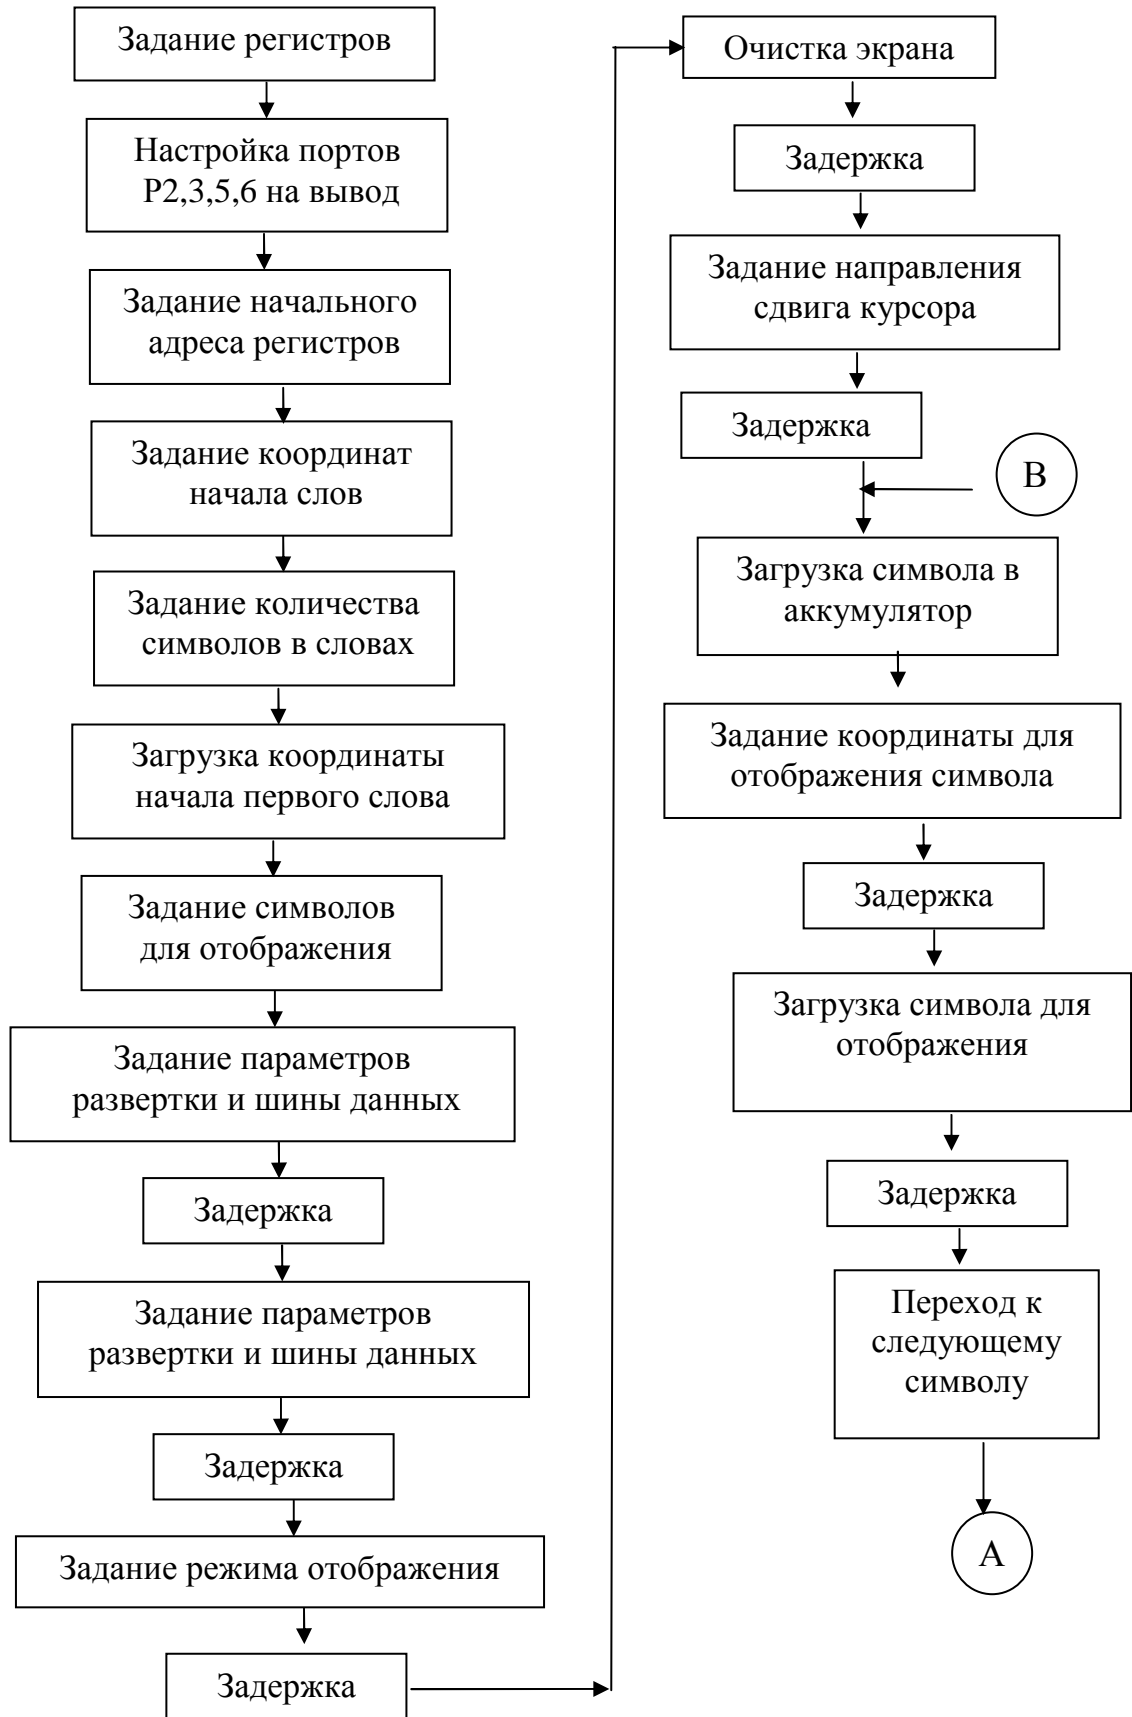 Задание регистров
Настройка портов
P2,3,5,6 на вывод
Задание начального
адреса регистров
Задание координат
начала слов
Задание количества
символов в словах
Загрузка координаты
начала первого слова
Задание символов
для отображения
Задание параметров
развертки и шины данных
Задержка
Задание параметров
развертки и шины данных
Задержка
Задание режима отображения
Задержка
Очистка экрана
Задержка
Задание направления
сдвига курсора
Задержка
В
Загрузка символа в
аккумулятор
Задание координаты для
отображения символа
Задержка
Загрузка символа для
отображения
Задержка
Переход к
следующему
символу
А